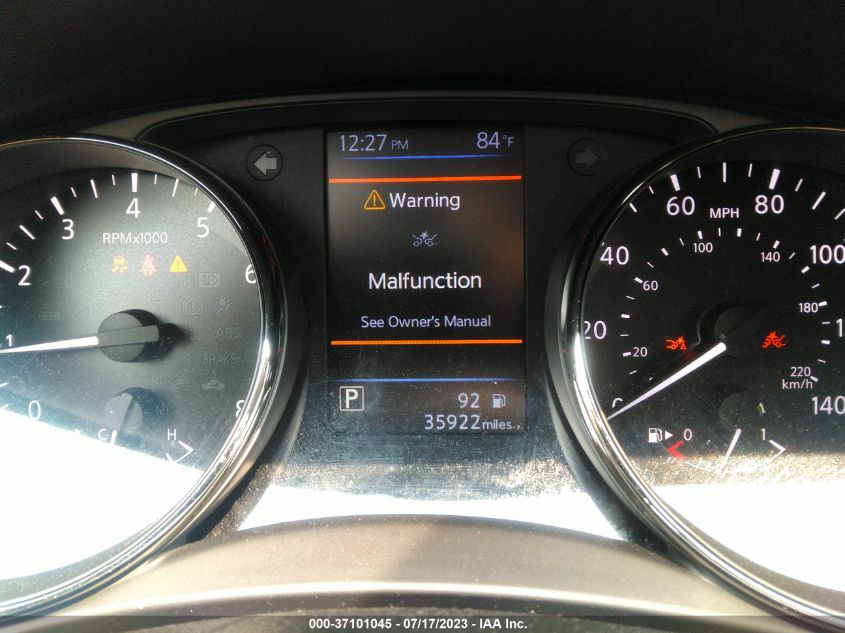 12:27 PM 84°F
Warning
Malfunction
See Owner's Manual
P 92
35922 miles
RPMx1000
0 1 2 3 4 5 6 8
ABS
BRAKE
C H
MPH
20 40 60 80 100 140
km/h
20 60 100 140 180 220
0 1
000-37101045 - 07/17/2023 - IAA Inc.